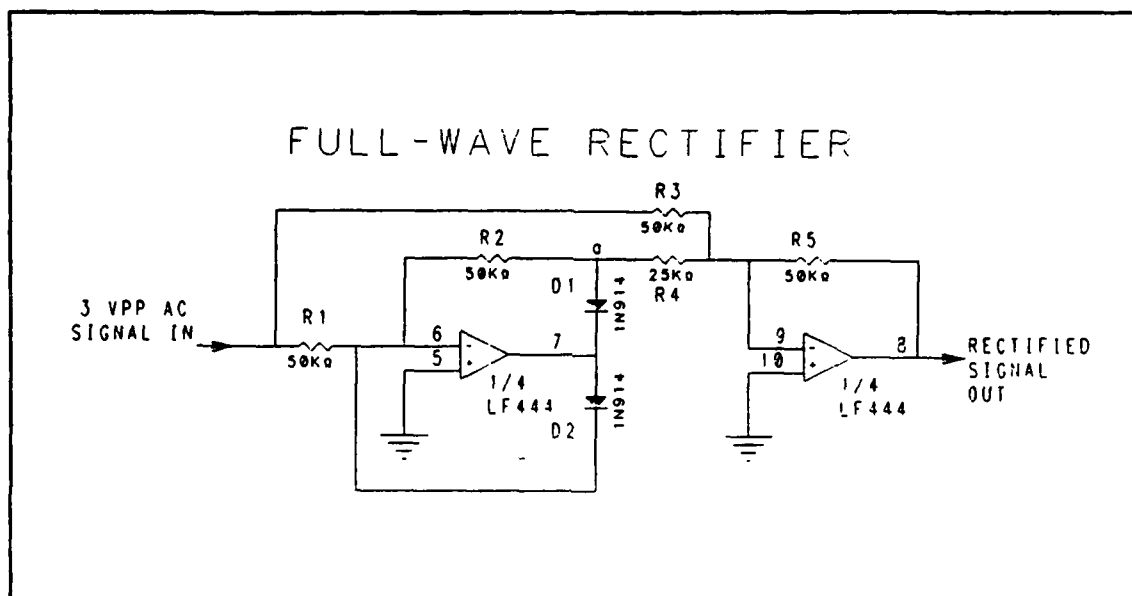 FULL-WAVE RECTIFIER
R3
50KΩ
R2
50KΩ
a
25KΩ
R4
R5
50KΩ
D1
1N914
3 VPP AC
SIGNAL IN
R1
50KΩ
6
5
-
+
7
1/4
LF444
1N914
D2
9
10
-
+
8
1/4
LF444
RECTIFIED
SIGNAL
OUT